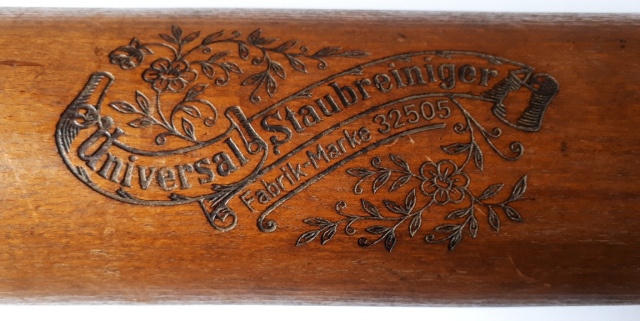 Universal Staubreiniger
Fabrik-Marke 32505